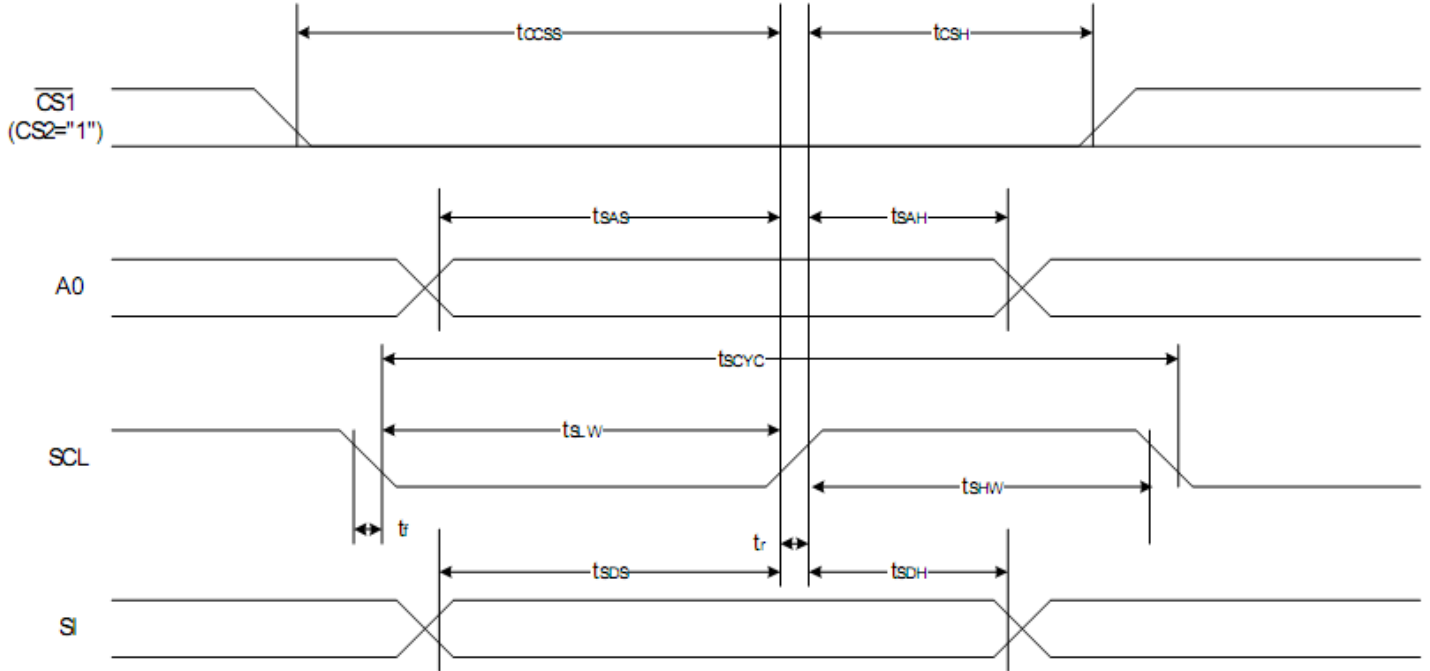 tCCSS
tCSH
CS1
(CS2="1")
tSAS
tSAH
A0
tSCYC
tSLW
SCL
tSHW
tf
tr
tSDS
tSDH
SI